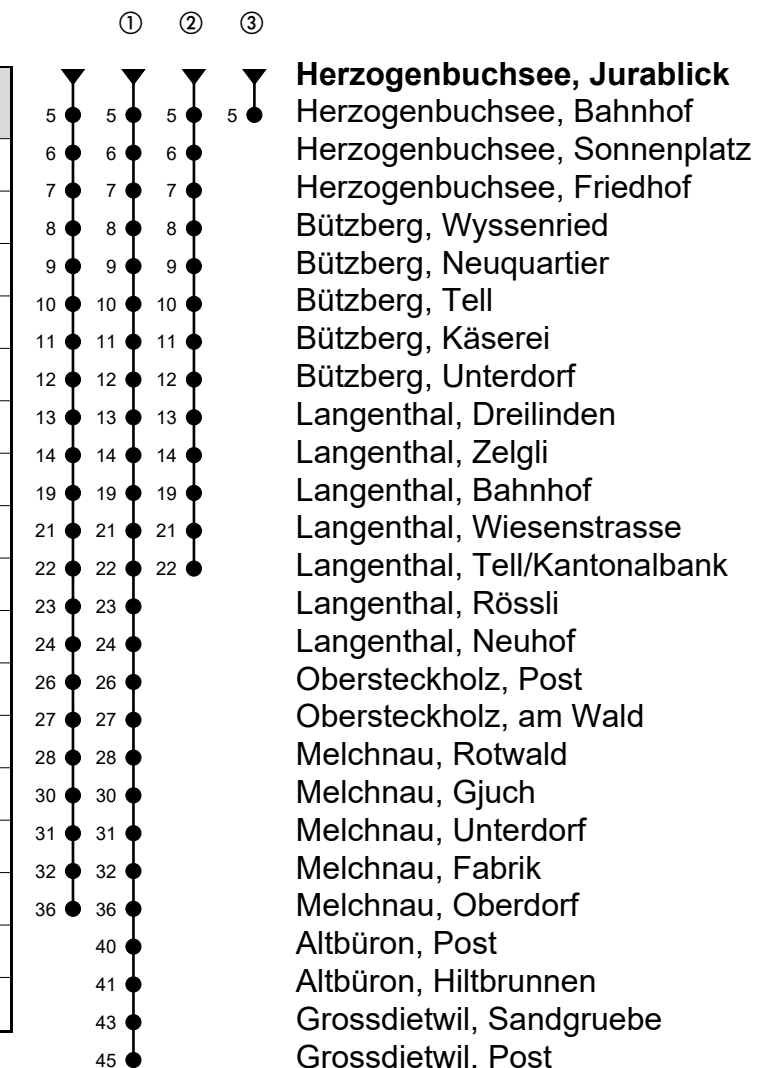 ① ② ③
Herzogenbuchsee, Jurablick
5 5 5 5 Herzogenbuchsee, Bahnhof
6 6 6 Herzogenbuchsee, Sonnenplatz
7 7 7 Herzogenbuchsee, Friedhof
8 8 8 Bützberg, Wyssenried
9 9 9 Bützberg, Neuquartier
10 10 10 Bützberg, Tell
11 11 11 Bützberg, Käserei
12 12 12 Bützberg, Unterdorf
13 13 13 Langenthal, Dreilinden
14 14 14 Langenthal, Zelgli
19 19 19 Langenthal, Bahnhof
21 21 21 Langenthal, Wiesenstrasse
22 22 22 Langenthal, Tell/Kantonalbank
23 23 Langenthal, Rössli
24 24 Langenthal, Neuhof
26 26 Obersteckholz, Post
27 27 Obersteckholz, am Wald
28 28 Melchnau, Rotwald
30 30 Melchnau, Gjuch
31 31 Melchnau, Unterdorf
32 32 Melchnau, Fabrik
36 36 Melchnau, Oberdorf
40 Altbüron, Post
41 Altbüron, Hiltbrunnen
43 Grossdietwil, Sandgruebe
45 Grossdietwil, Post